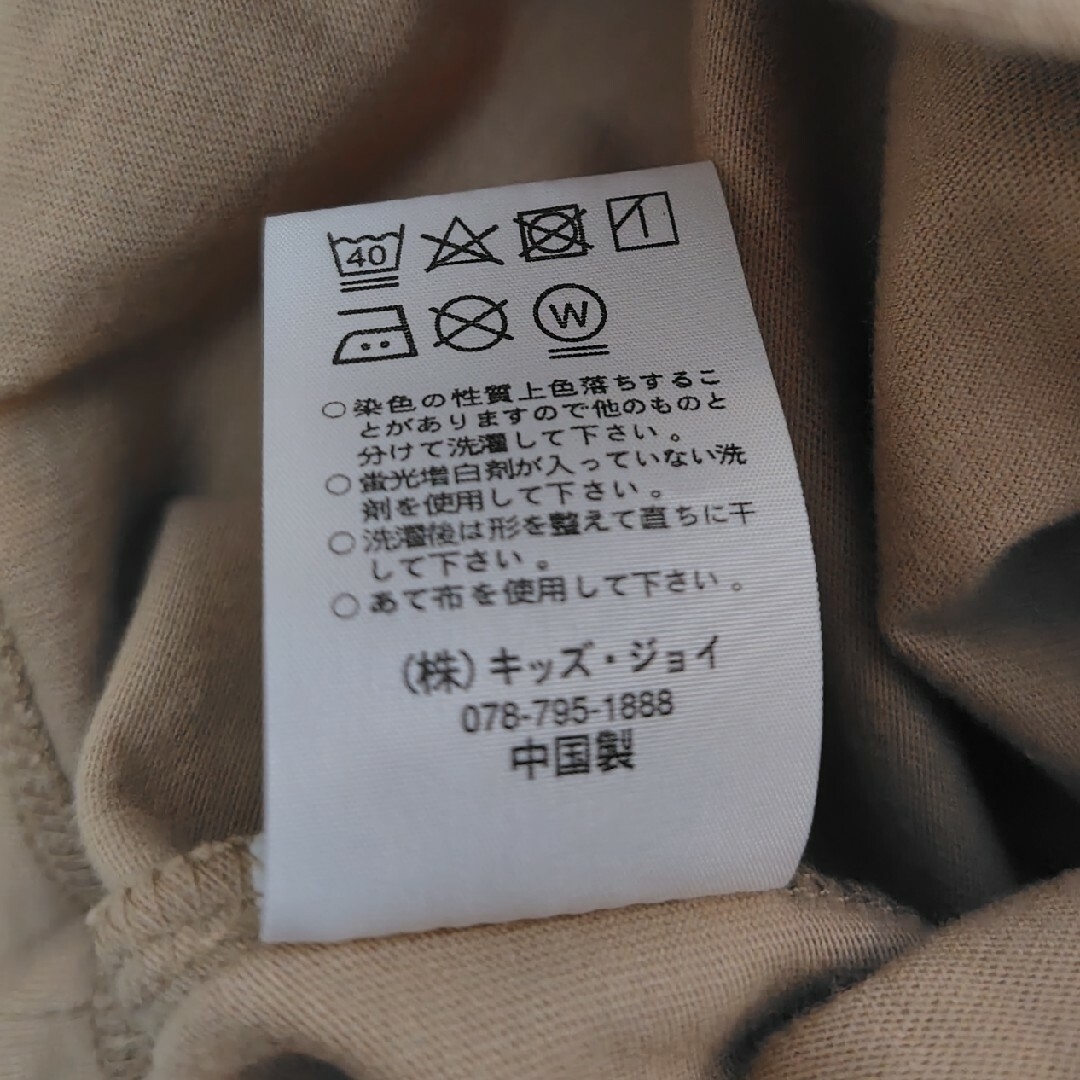 40
W
○ 染色の性質上色落ちするこ
とがありますので他のものと
分けて洗濯して下さい。
○ 蛍光増白剤が入っていない洗
剤を使用して下さい。
○ 洗濯後は形を整えて直ちに干
して下さい。
○ あて布を使用して下さい。
(株)キッズ・ジョイ
078-795-1888
中国製